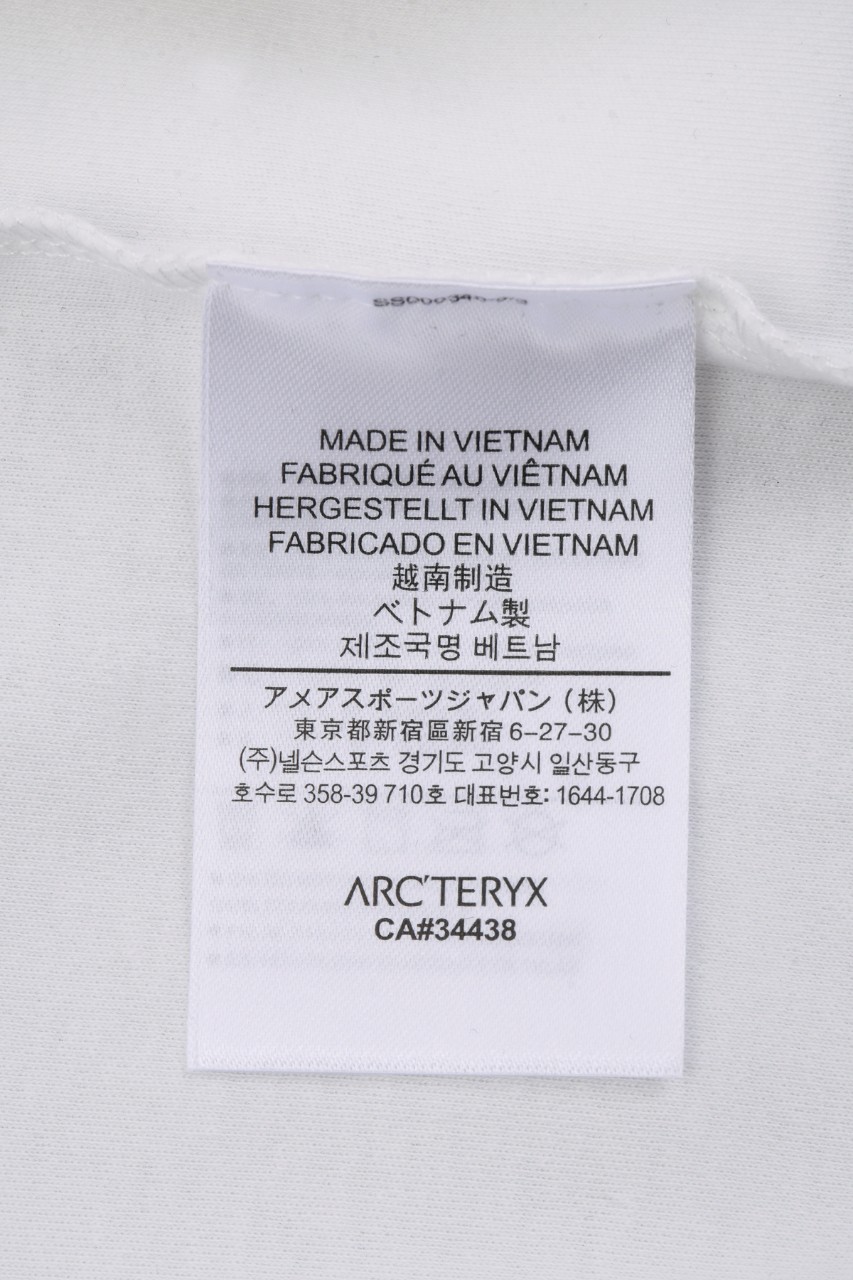 MADE IN VIETNAM
FABRIQUÉ AU VIÊTNAM
HERGESTELLT IN VIETNAM
FABRICADO EN VIETNAM
越南制造
ベトナム製
제조국명 베트남
アメアスポーツジャパン (株)
東京都新宿區新宿6-27-30
(주)넬슨스포츠 경기도 고양시 일산동구
호수로 358-39 710호 대표번호: 1644-1708
ARC'TERYX
CA#34438